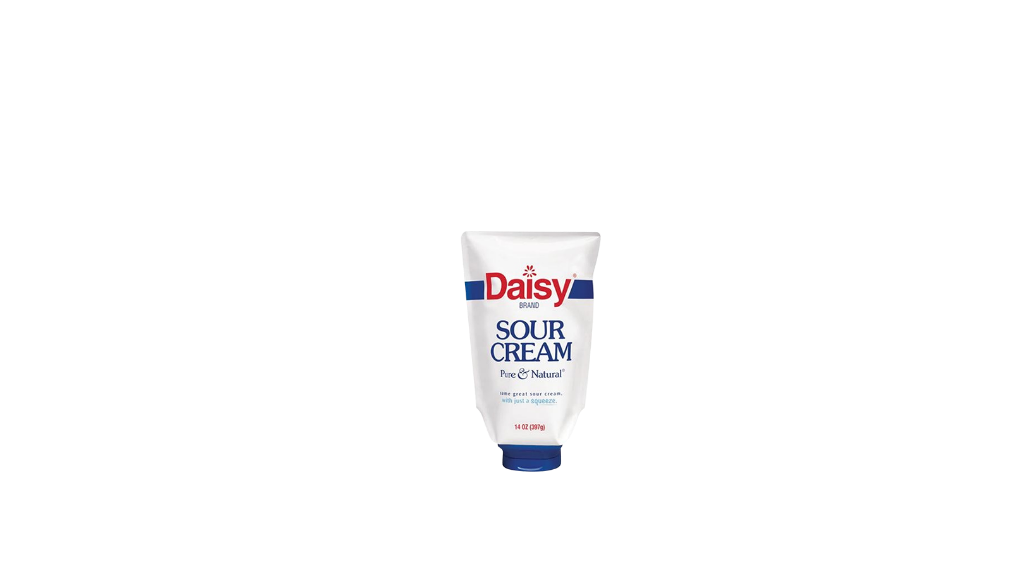 Daisy®
BRAND
SOUR
CREAM
Pure & Natural®
same great sour cream,
with just a squeeze.
14 OZ (397g)